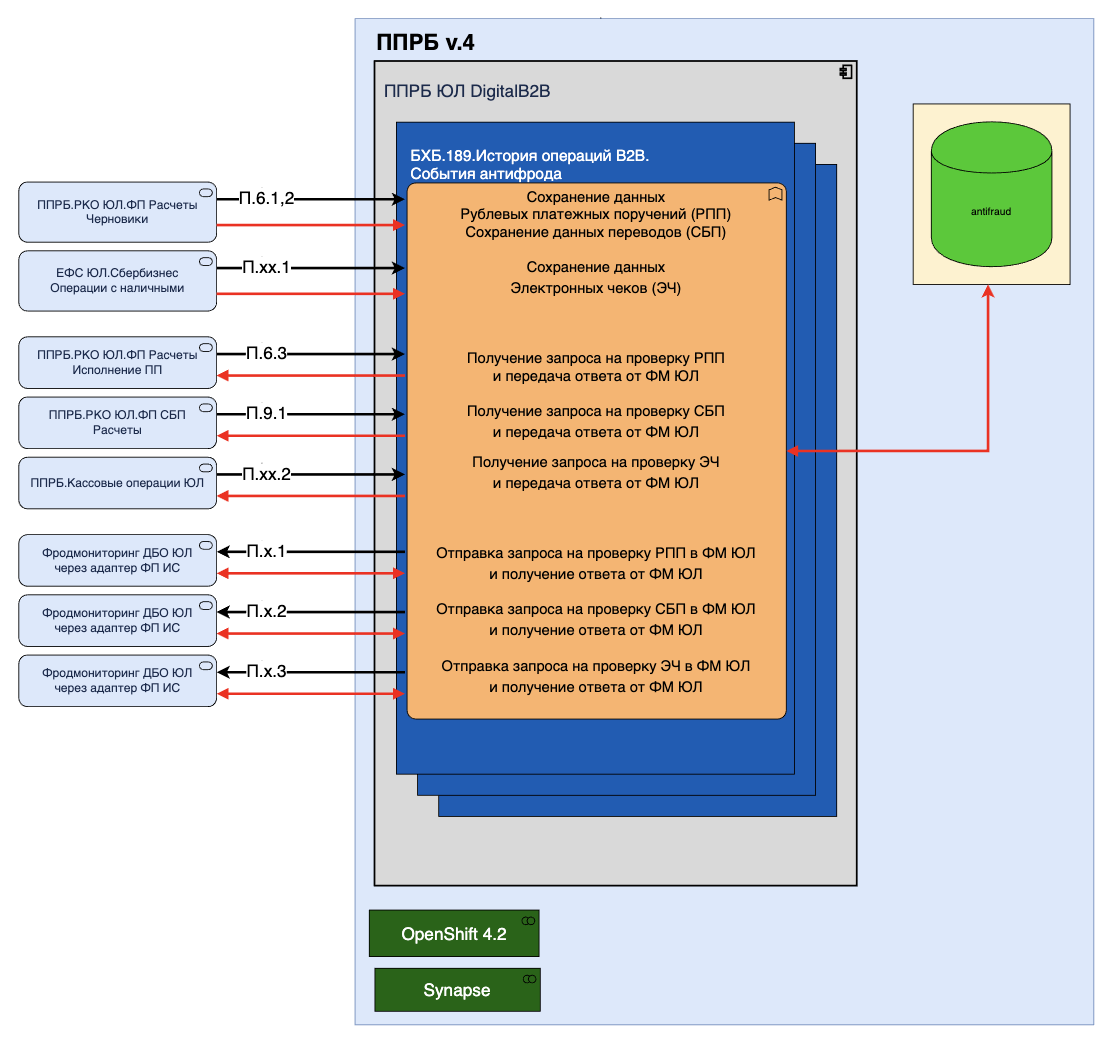 ППРБ v.4
ППРБ ЮЛ DigitalB2B
БХБ.189.История операций B2B.
События антифрода
ППРБ.РКО ЮЛ.ФП Расчеты
Черновики
П.6.1,2
Сохранение данных
Рублевых платежных поручений (РПП)
Сохранение данных переводов (СБП)
antifraud
ЕФС ЮЛ.Сбербизнес
Операции с наличными
П.xx.1
Сохранение данных
Электронных чеков (ЭЧ)
ППРБ.РКО ЮЛ.ФП Расчеты
Исполнение ПП
П.6.3
Получение запроса на проверку РПП
и передача ответа от ФМ ЮЛ
ППРБ.РКО ЮЛ.ФП СБП
Расчеты
П.9.1
Получение запроса на проверку СБП
и передача ответа от ФМ ЮЛ
ППРБ.Кассовые операции ЮЛ
П.xx.2
Получение запроса на проверку ЭЧ
и передача ответа от ФМ ЮЛ
Фродмониторинг ДБО ЮЛ
через адаптер ФП ИС
П.x.1
Отправка запроса на проверку РПП в ФМ ЮЛ
и получение ответа от ФМ ЮЛ
Фродмониторинг ДБО ЮЛ
через адаптер ФП ИС
П.x.2
Отправка запроса на проверку СБП в ФМ ЮЛ
и получение ответа от ФМ ЮЛ
Фродмониторинг ДБО ЮЛ
через адаптер ФП ИС
П.x.3
Отправка запроса на проверку ЭЧ в ФМ ЮЛ
и получение ответа от ФМ ЮЛ
OpenShift 4.2
Synapse